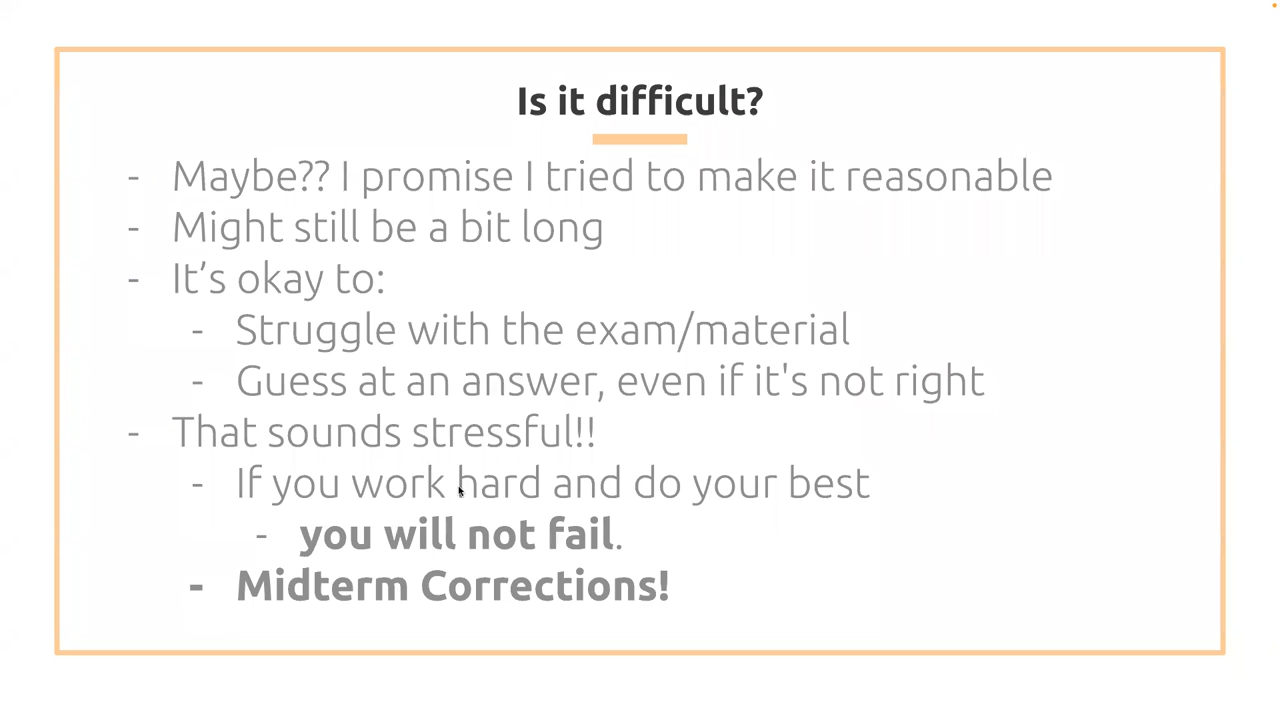 Is it difficult?
- Maybe?? I promise I tried to make it reasonable
- Might still be a bit long
- It’s okay to:
- Struggle with the exam/material
- Guess at an answer, even if it's not right
- That sounds stressful!!
- If you work hard and do your best
- you will not fail.
- Midterm Corrections!